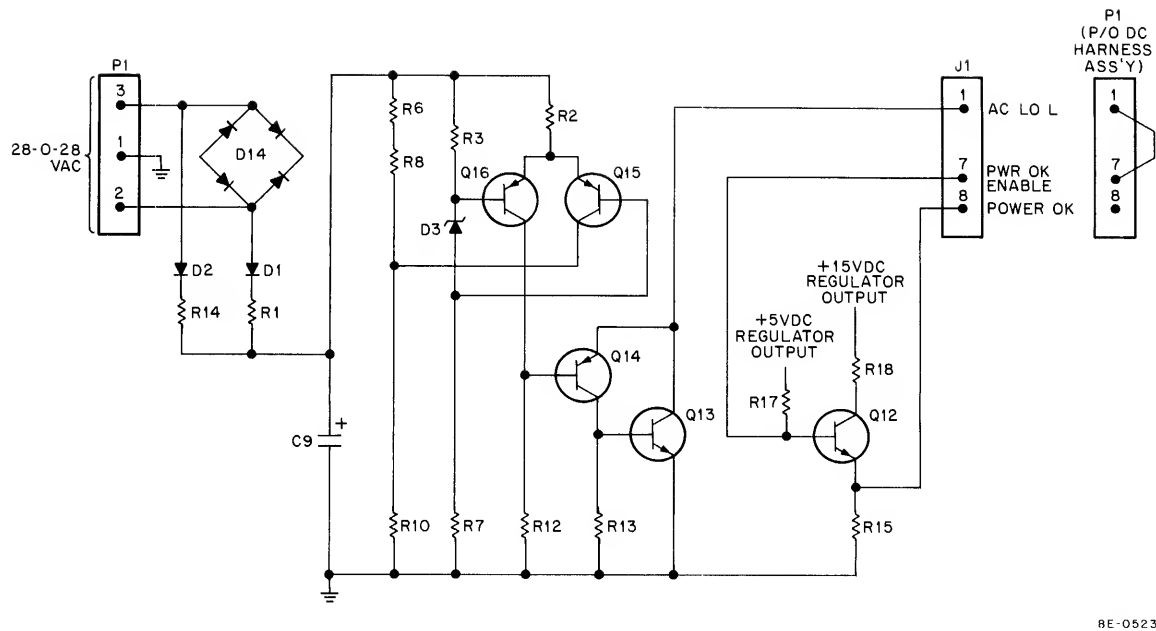 P1
(P/O DC
HARNESS
ASS'Y)
P1
J1
3
1
2
28-0-28
VAC
D14
D2
D1
R14
R1
C9
+
R6
R8
R3
R2
Q16
Q15
D3
R10
R7
R12
R13
Q14
Q13
1
AC LO L
7
PWR OK
ENABLE
8
POWER OK
1
7
8
+15VDC
REGULATOR
OUTPUT
+5VDC
REGULATOR
OUTPUT
R18
R17
Q12
R15
8E-0523